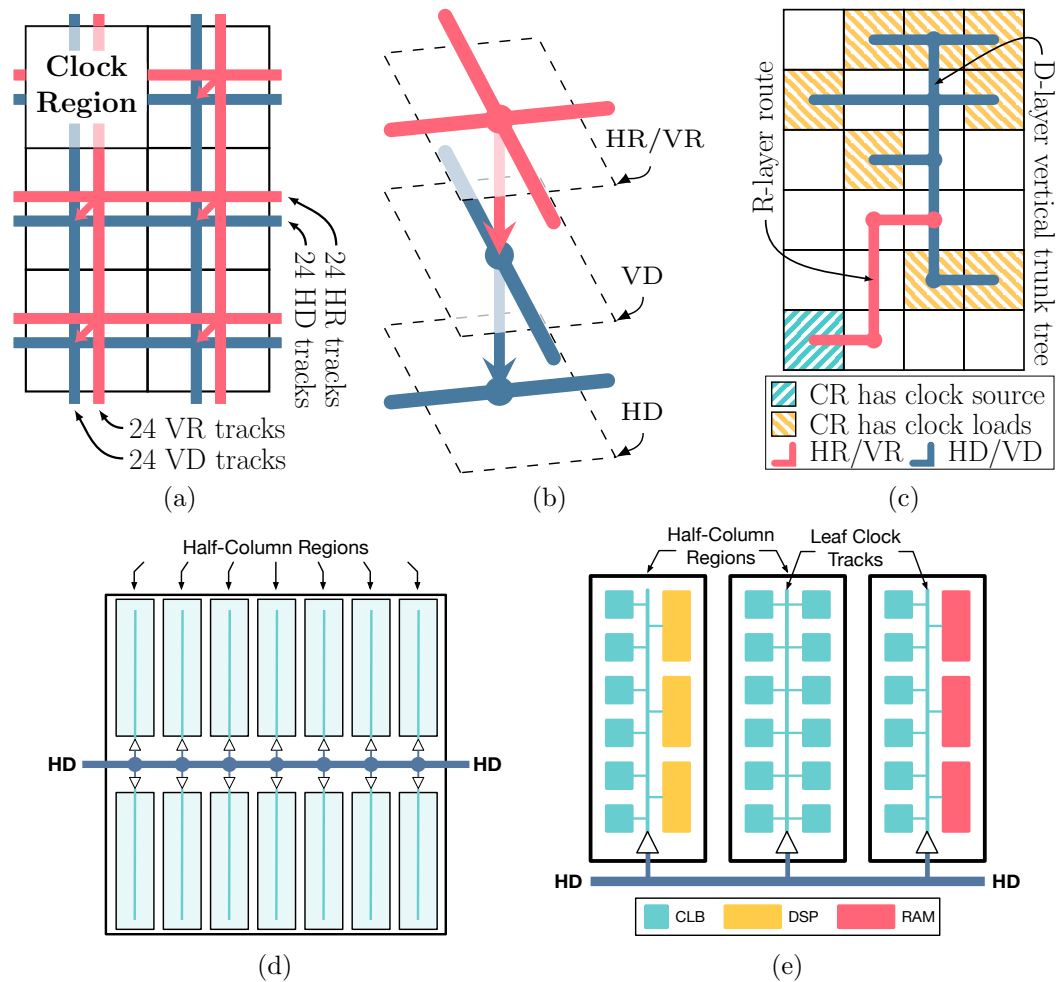 Clock
Region
24 HR tracks
24 HD tracks
24 VR tracks
24 VD tracks
(a)
HR/VR
VD
HD
(b)
R-layer route
D-layer vertical trunk tree
CR has clock source
CR has clock loads
HR/VR
HD/VD
(c)
Half-Column Regions
HD
HD
(d)
Half-Column
Regions
Leaf Clock
Tracks
HD
HD
CLB
DSP
RAM
(e)